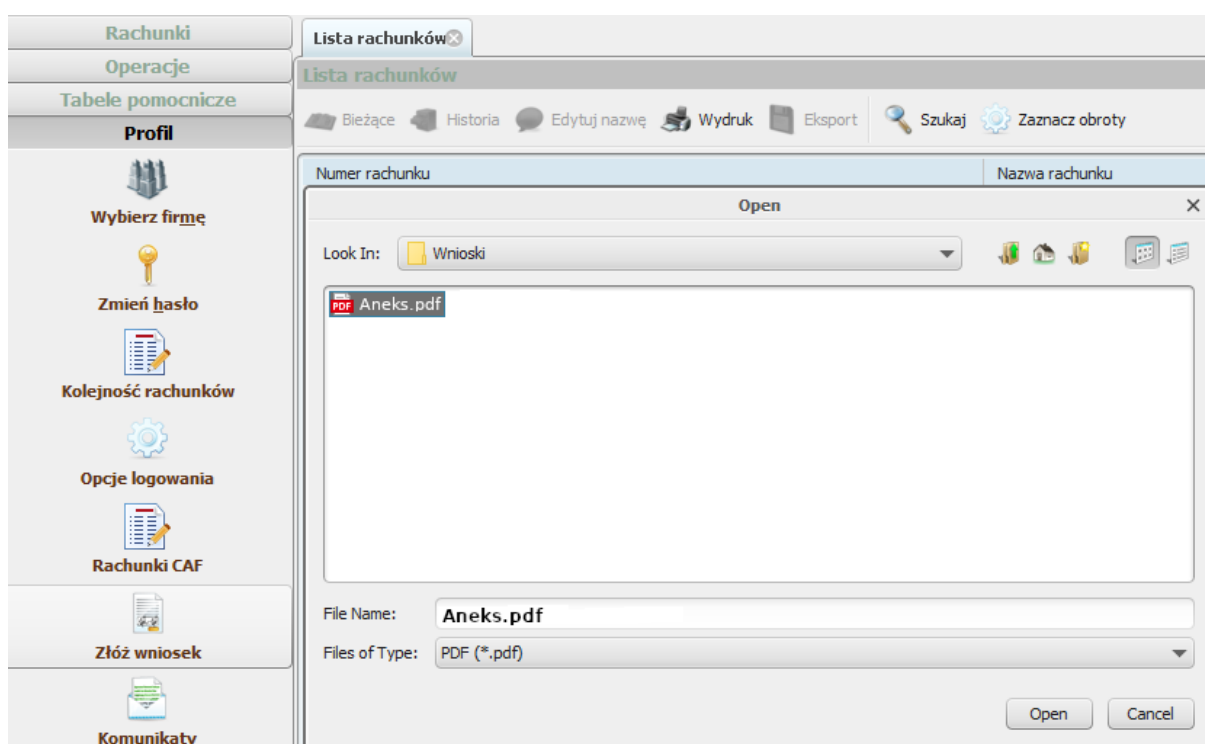 Rachunki
Operacje
Tabele pomocnicze
Profil
Wybierz firmę
Zmień hasło
Kolejność rachunków
Opcje logowania
Rachunki CAF
Złóż wniosek
Komunikaty
Lista rachunków
Lista rachunków
Bieżące Historia Edytuj nazwę Wydruk Eksport Szukaj Zaznacz obroty
Numer rachunku Nazwa rachunku
Open
Look In: Wnioski
PDF Aneks.pdf
File Name: Aneks.pdf
Files of Type: PDF (*.pdf)
Open Cancel